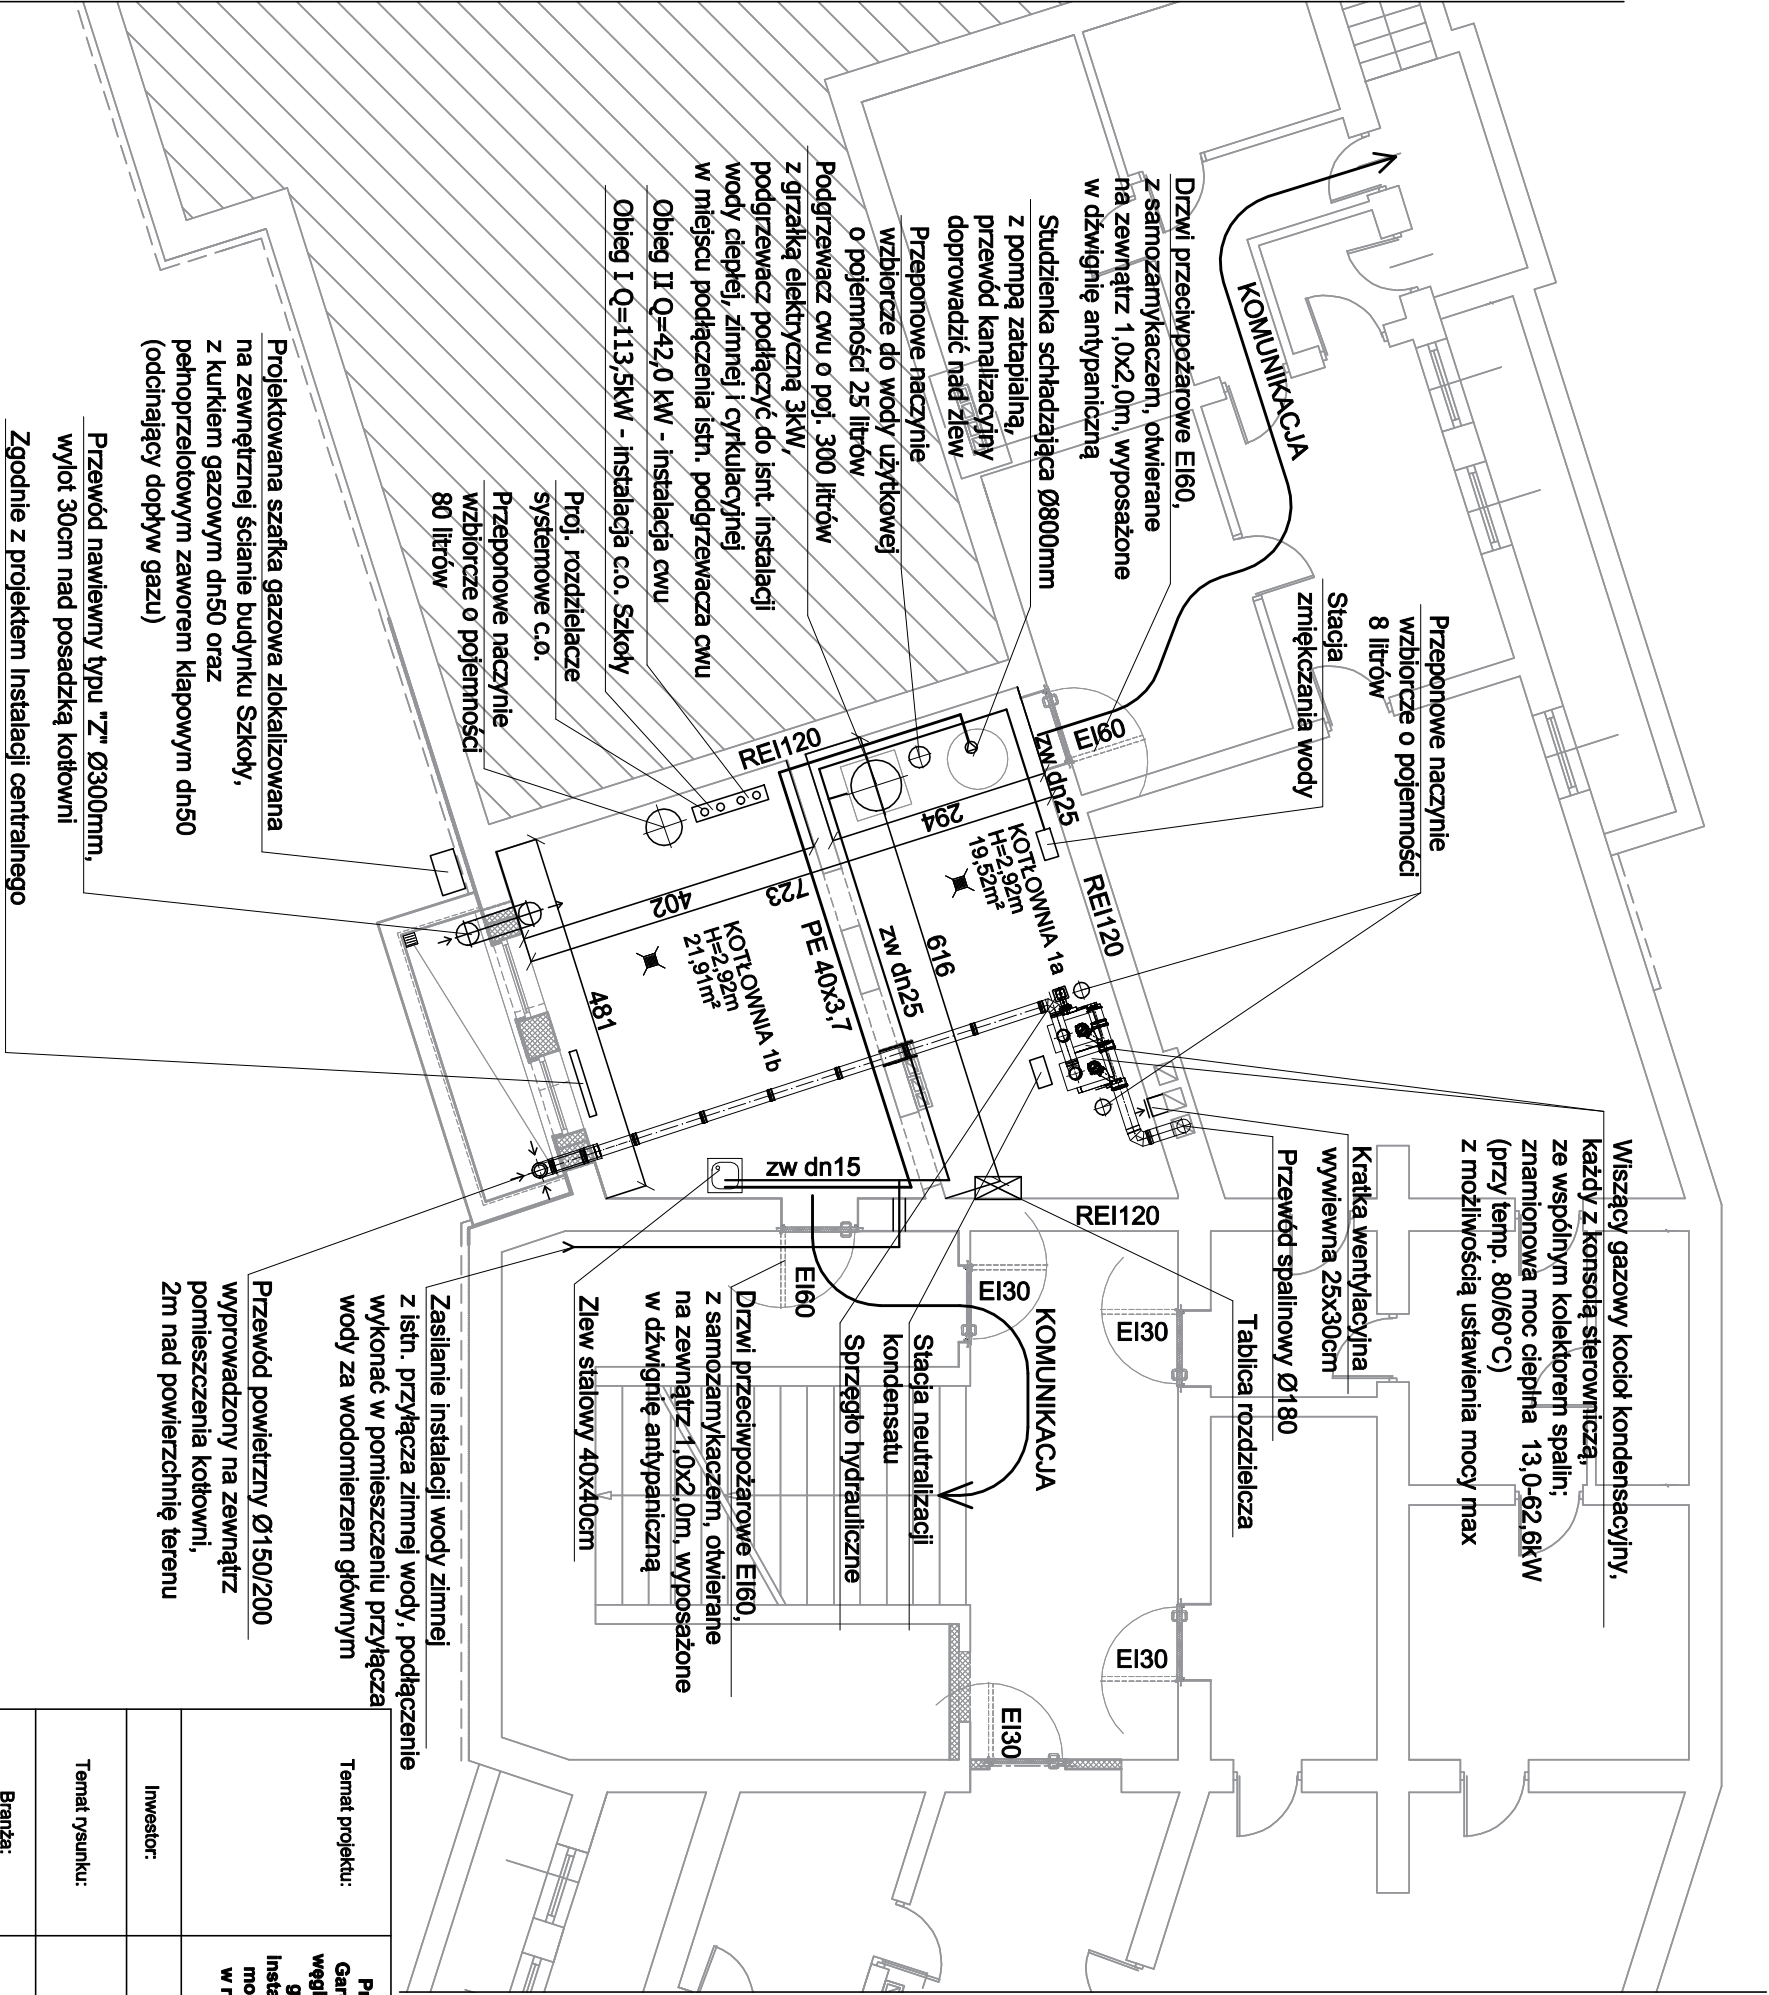 Wiszący gazowy kocioł kondensacyjny,
każdy z konsolą sterowniczą,
ze wspólnym kolektorem spalin;
znamionowa moc cieplna 13,0-62,6kW
(przy temp. 80/60°C)
z możliwością ustawienia mocy max
Przeponowe naczynie
wzbiorcze o pojemności
8 litrów
Stacja
zmiękczania wody
Kratka wentylacyjna
wywiewna 25x30cm
Przewód spalinowy Ø180
Tablica rozdzielcza
KOMUNIKACJA
Drzwi przeciwpożarowe EI60,
z samozamykaczem, otwierane
na zewnątrz 1,0x2,0m, wyposażone
w dźwignię antypaniczną
Studzienka schładzająca Ø800mm
z pompą zatapialną,
przewód kanalizacyjny
doprowadzić nad zlew
Przeponowe naczynie
wzbiorcze do wody użytkowej
o pojemności 25 litrów
Podgrzewacz cwu o poj. 300 litrów
z grzałką elektryczną 3kW,
podgrzewacz podłączyć do isnt. instalacji
wody ciepłej, zimnej i cyrkulacyjnej
w miejscu podłączenia istn. podgrzewacza cwu
Obieg II Q=42,0 kW - instalacja cwu
Obieg I Q=113,5kW - instalacja c.o. Szkoły
Proj. rozdzielacze
systemowe c.o.
Przeponowe naczynie
wzbiorcze o pojemności
80 litrów
Projektowana szafka gazowa zlokalizowana
na zewnętrznej ścianie budynku Szkoły,
z kurkiem gazowym dn50 oraz
pełnoprzelotowym zaworem klapowym dn50
(odcinający dopływ gazu)
Przewód nawiewny typu "Z" Ø300mm,
wylot 30cm nad posadzką kotłowni
Zgodnie z projektem Instalacji centralnego
EI60
zw dn25
REI120
REI120
294
KOTŁOWNIA 1a
H=2,92m
19,52m²
616
zw dn25
PE 40x3,7
723
402
KOTŁOWNIA 1b
H=2,92m
21,91m²
481
zw dn15
REI120
EI60
EI30
EI30
EI30
EI30
KOMUNIKACJA
Stacja neutralizacji
kondensatu
Sprzęgło hydrauliczne
Drzwi przeciwpożarowe EI60,
z samozamykaczem, otwierane
na zewnątrz 1,0x2,0m, wyposażone
w dźwignię antypaniczną
Zlew stalowy 40x40cm
Zasilanie instalacji wody zimnej
z istn. przyłącza zimnej wody, podłączenie
wykonać w pomieszczeniu przyłącza
wody za wodomierzem głównym
Przewód powietrzny Ø150/200
wyprowadzony na zewnątrz
pomieszczenia kotłowni,
2m nad powierzchnię terenu
Temat projektu:
Inwestor:
Temat rysunku:
Branża: